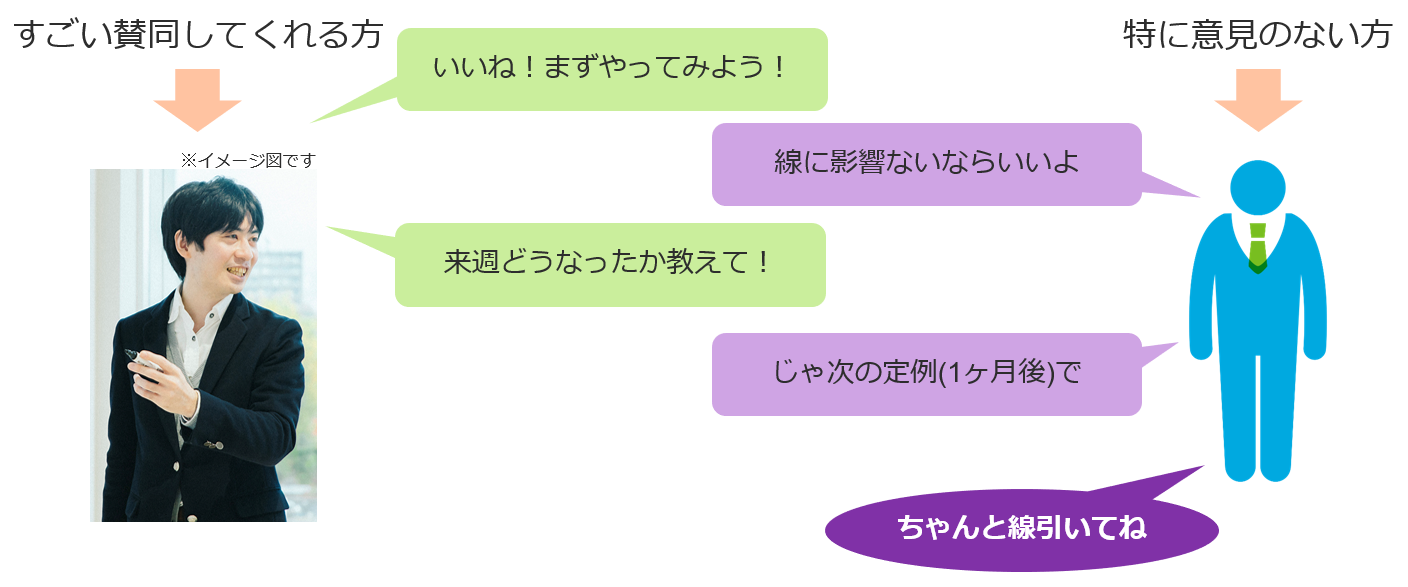 すごい賛同してくれる方
特に意見のない方
いいね！まずやってみよう！
線に影響ないならいいよ
※イメージ図です
来週どうなったか教えて！
じゃ次の定例(1ヶ月後)で
ちゃんと線引いてね